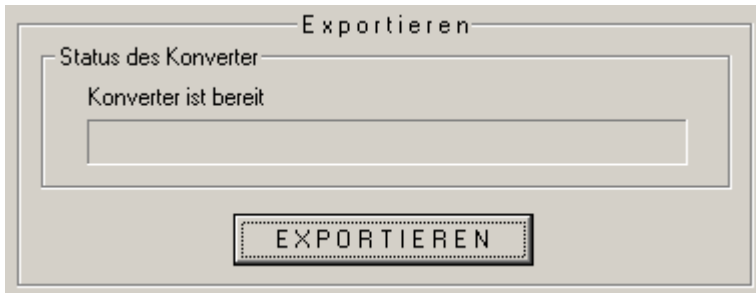 Exportieren
Status des Konverter
Konverter ist bereit
EXPORTIEREN